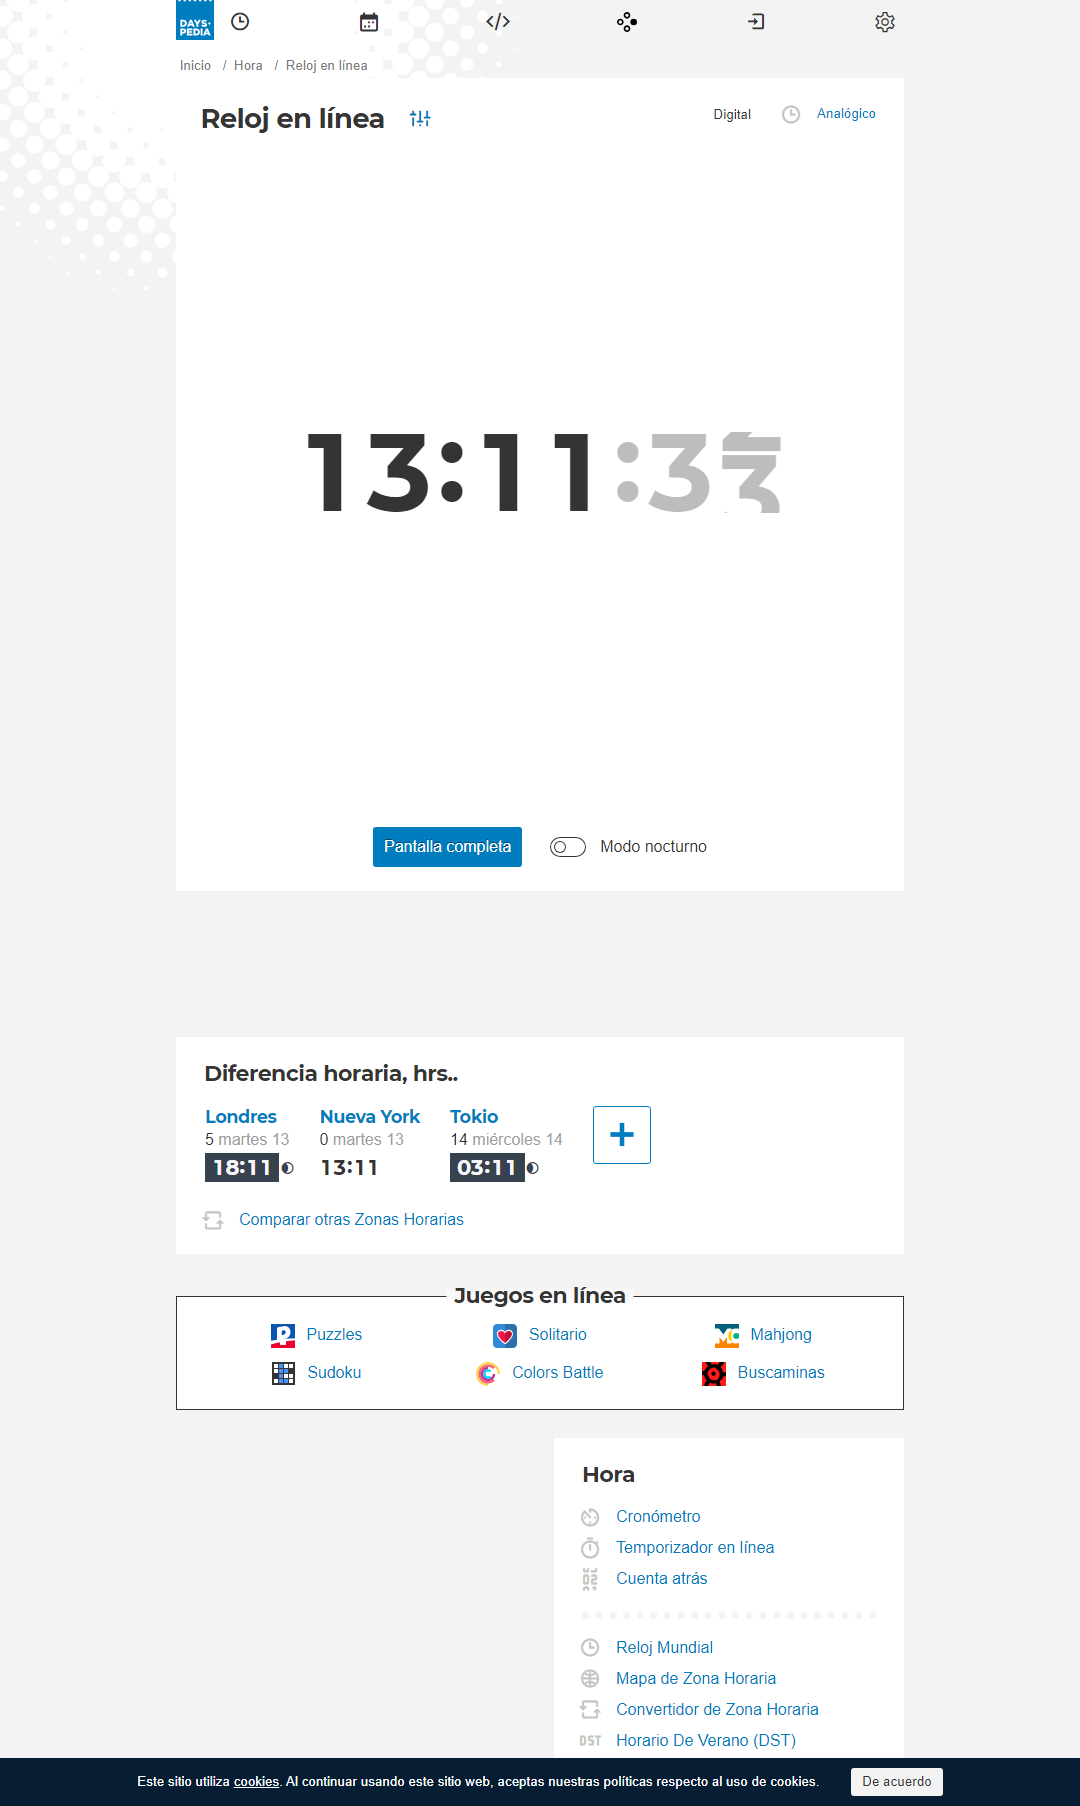 DAYS•
PEDIA
Inicio / Hora / Reloj en línea
Reloj en línea
Digital
Analógico
13:11:3
Pantalla completa
Modo nocturno
Diferencia horaria, hrs..
Londres
5 martes 13
18:11
Nueva York
0 martes 13
13:11
Tokio
14 miércoles 14
03:11
Comparar otras Zonas Horarias
Juegos en línea
Puzzles
Solitario
Mahjong
Sudoku
Colors Battle
Buscaminas
Hora
Cronómetro
Temporizador en línea
Cuenta atrás
Reloj Mundial
Mapa de Zona Horaria
Convertidor de Zona Horaria
DST Horario De Verano (DST)
Este sitio utiliza cookies. Al continuar usando este sitio web, aceptas nuestras políticas respecto al uso de cookies.
De acuerdo